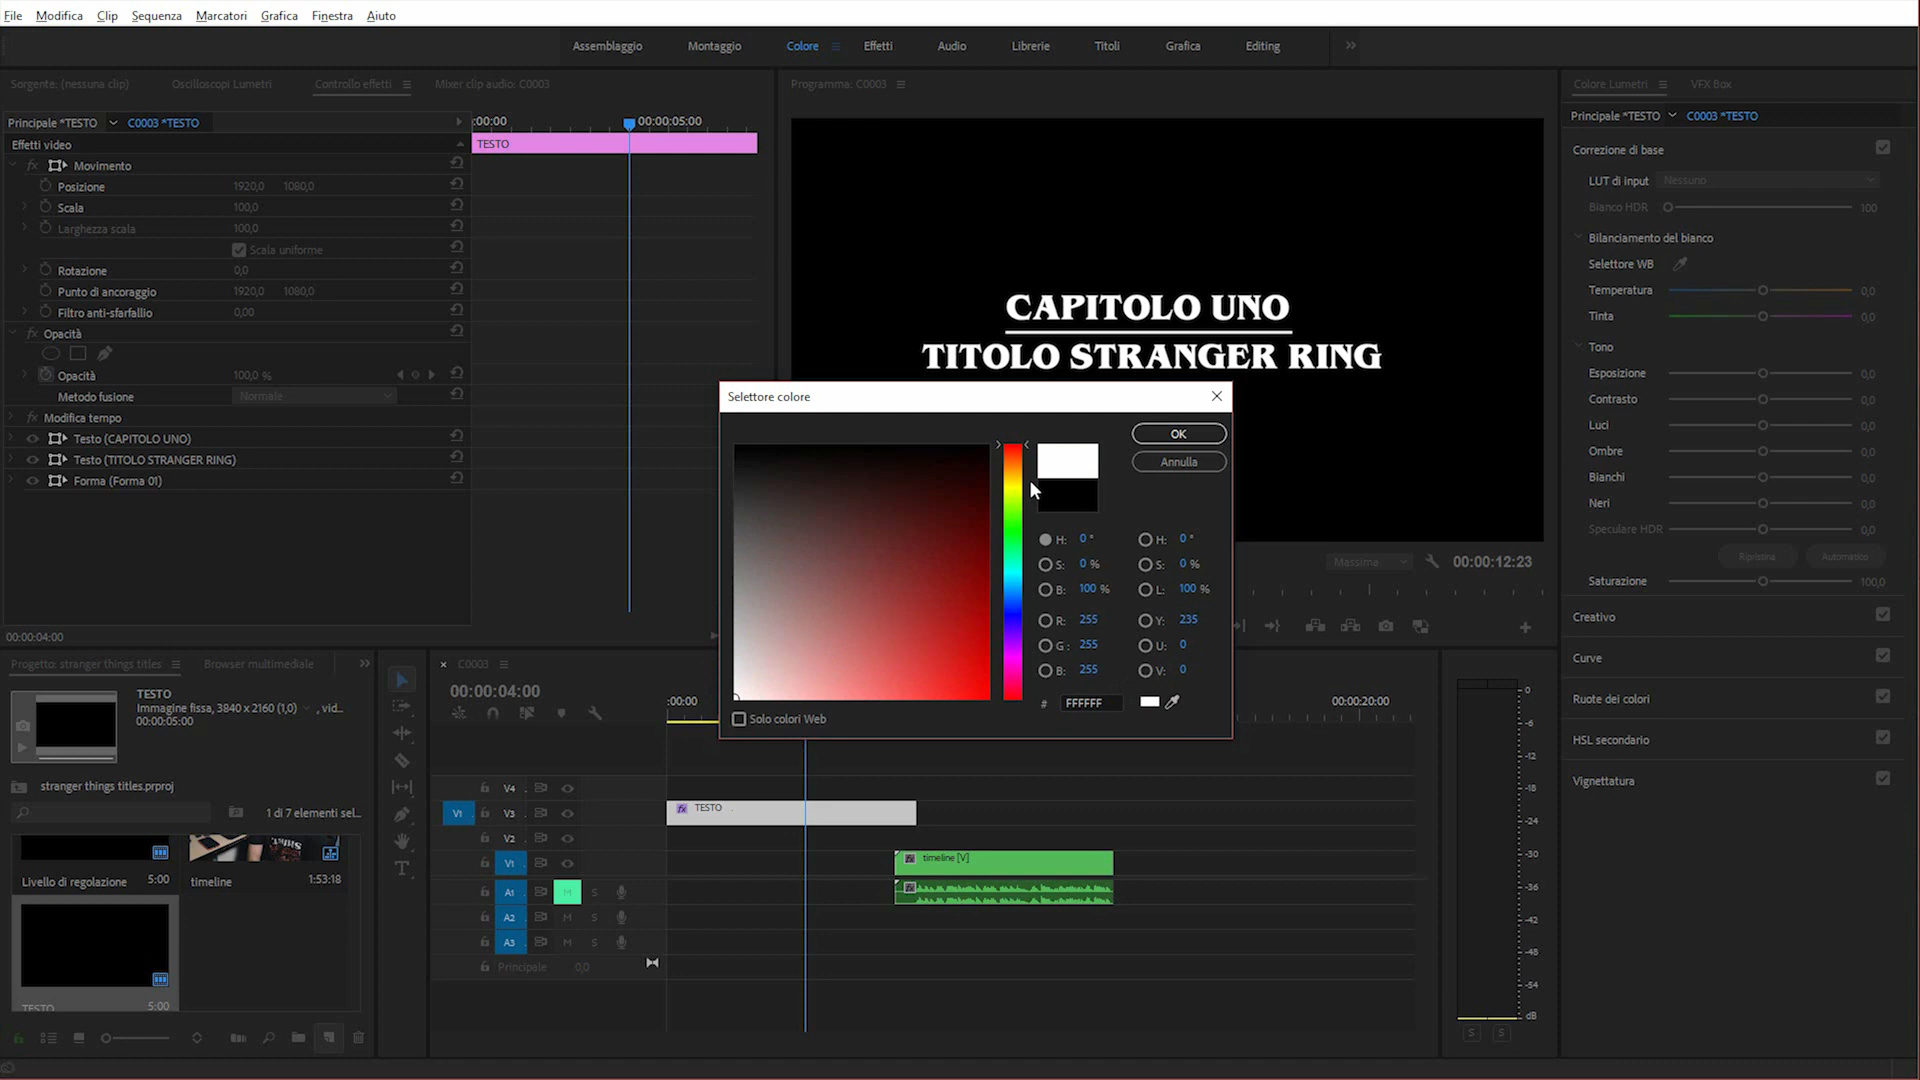 File Modifica Clip Sequenza Marcatori Grafica Finestra Aiuto
Assemblaggio Montaggio Colore Effetti Audio Librerie Titoli Grafica Editing
Sorgente: (nessuna clip) Oscilloscopi Lumetri Controllo effetti Mixer clip audio: C0003
Principale *TESTO C0003 *TESTO
:00:00 00:00:05:00
Effetti video
TESTO
Movimento
Posizione 1920,0 1080,0
Scala 100,0
Larghezza scala 100,0
Scala uniforme
Rotazione 0,0
Punto di ancoraggio 1920,0 1080,0
Filtro anti-sfarfallio 0,00
fx Opacità
Opacità 100,0 %
Metodo fusione Normale
fx Modifica tempo
Testo (CAPITOLO UNO)
Testo (TITOLO STRANGER RING)
Forma (Forma 01)
00:00:04:00
Programma: C0003
CAPITOLO UNO
TITOLO STRANGER RING
Massima 00:00:12:23
Selettore colore
OK
Annulla
H: 0 ° H: 0 °
S: 0 % S: 0 %
B: 100 % L: 100 %
R: 255 Y: 235
G: 255 U: 0
B: 255 V: 0
# FFFFFF
Solo colori Web
Colore Lumetri VFX Box
Principale *TESTO C0003 *TESTO
Correzione di base
LUT di input Nessuno
Bianco HDR 100
Bilanciamento del bianco
Selettore WB
Temperatura 0,0
Tinta 0,0
Tono
Esposizione 0,0
Contrasto 0,0
Luci 0,0
Ombre 0,0
Bianchi 0,0
Neri 0,0
Speculare HDR 0,0
Ripristina Automatico
Saturazione 100,0
Creativo
Curve
Ruote dei colori
HSL secondario
Vignettatura
Progetto: stranger things titles Browser multimediale
TESTO
Immagine fissa, 3840 x 2160 (1,0) , vid...
00:00:05:00
stranger things titles.prproj
1 di 7 elementi sel...
Livello di regolazione 5:00 timeline 1:53:18
TESTO 5:00
C0003
00:00:04:00
:00:00 00:00:20:00
V4
V1 V3 fx TESTO
V2
V1 fx timeline [V]
A1 M S
A2 M S
A3 M S
Principale 0,0
0
-6
-12
-18
-24
-30
-36
-42
-48
-54
dB
S S